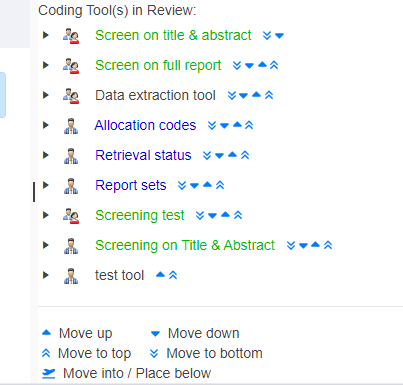 Coding Tool(s) in Review:
Screen on title & abstract
Screen on full report
Data extraction tool
Allocation codes
Retrieval status
Report sets
Screening test
Screening on Title & Abstract
test tool
Move up Move down
Move to top Move to bottom
Move into / Place below